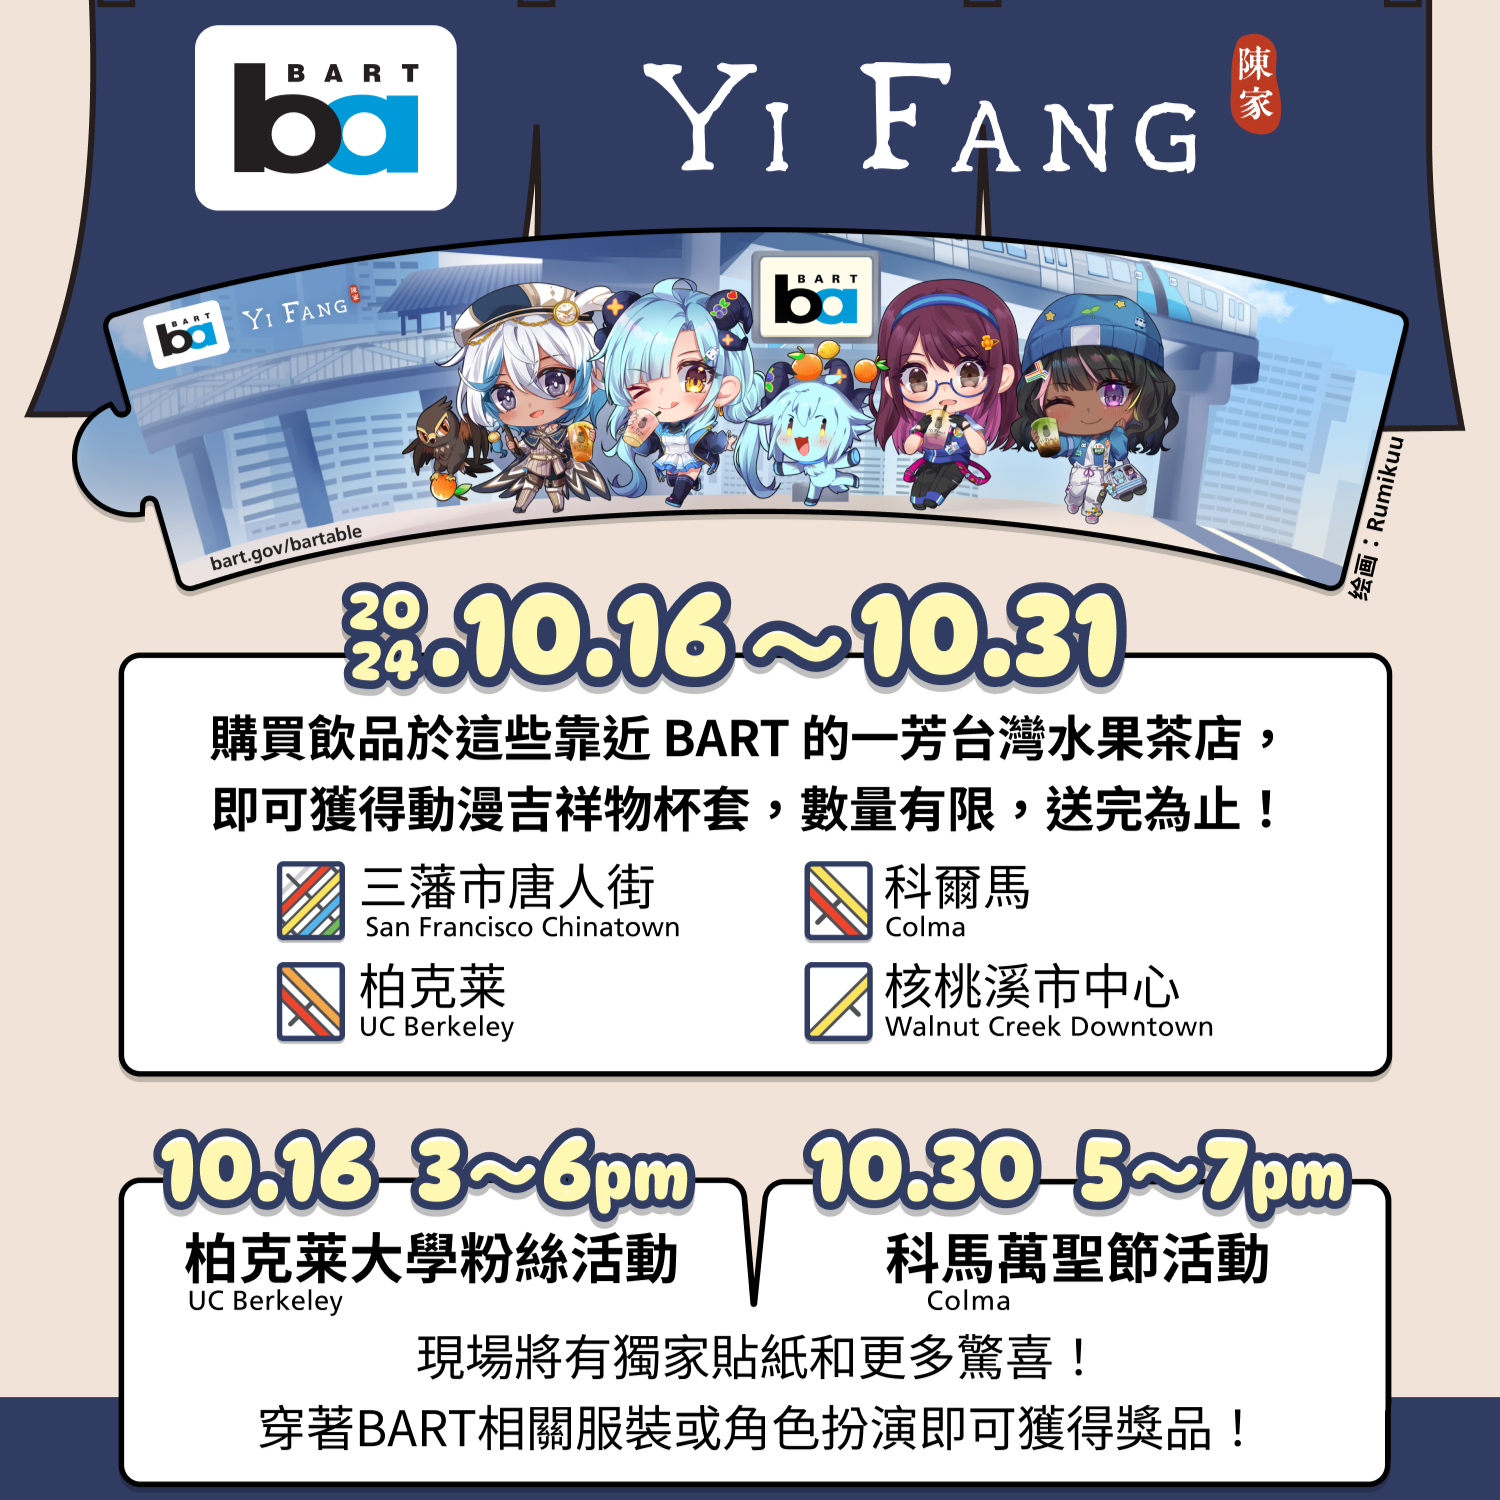 BART
ba
YI FANG
陳家
BART
ba
YI FANG
陳家
BART
ba
bart.gov/bartable
绘画：Rumikuu
2024.10.16～10.31
購買飲品於這些靠近 BART 的一芳台灣水果茶店，
即可獲得動漫吉祥物杯套，數量有限，送完為止！
三藩市唐人街
San Francisco Chinatown
科爾馬
Colma
柏克莱
UC Berkeley
核桃溪市中心
Walnut Creek Downtown
10.16 3～6pm
柏克莱大學粉絲活動
UC Berkeley
10.30 5～7pm
科馬萬聖節活動
Colma
現場將有獨家貼紙和更多驚喜！
穿著BART相關服裝或角色扮演即可獲得獎品！